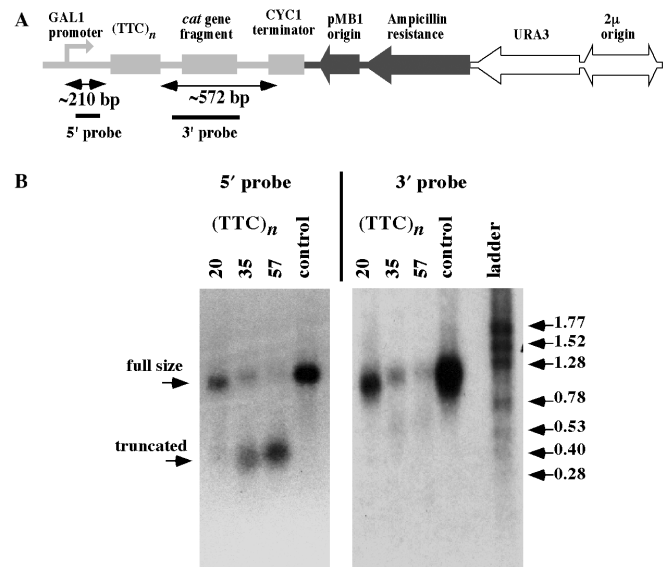 A
GAL1
promoter
(TTC)n
cat gene
fragment
CYC1
terminator
pMB1
origin
Ampicillin
resistance
URA3
2μ
origin
~210 bp
~572 bp
5' probe
3' probe
B
5' probe
3' probe
(TTC)n
(TTC)n
20
35
57
control
20
35
57
control
ladder
full size
truncated
1.77
1.52
1.28
0.78
0.53
0.40
0.28